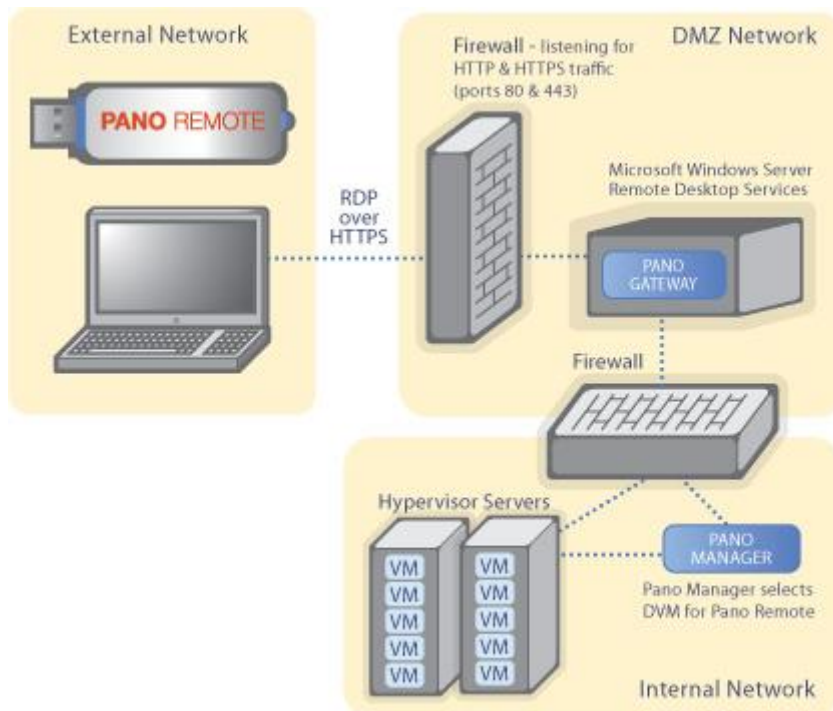 External Network
PANO REMOTE
RDP
over
HTTPS
DMZ Network
Firewall - listening for
HTTP & HTTPS traffic
(ports 80 & 443)
Microsoft Windows Server
Remote Desktop Services
PANO
GATEWAY
Firewall
Hypervisor Servers
VM
VM
VM
VM
VM
VM
VM
VM
VM
VM
PANO
MANAGER
Pano Manager selects
DVM for Pano Remote
Internal Network